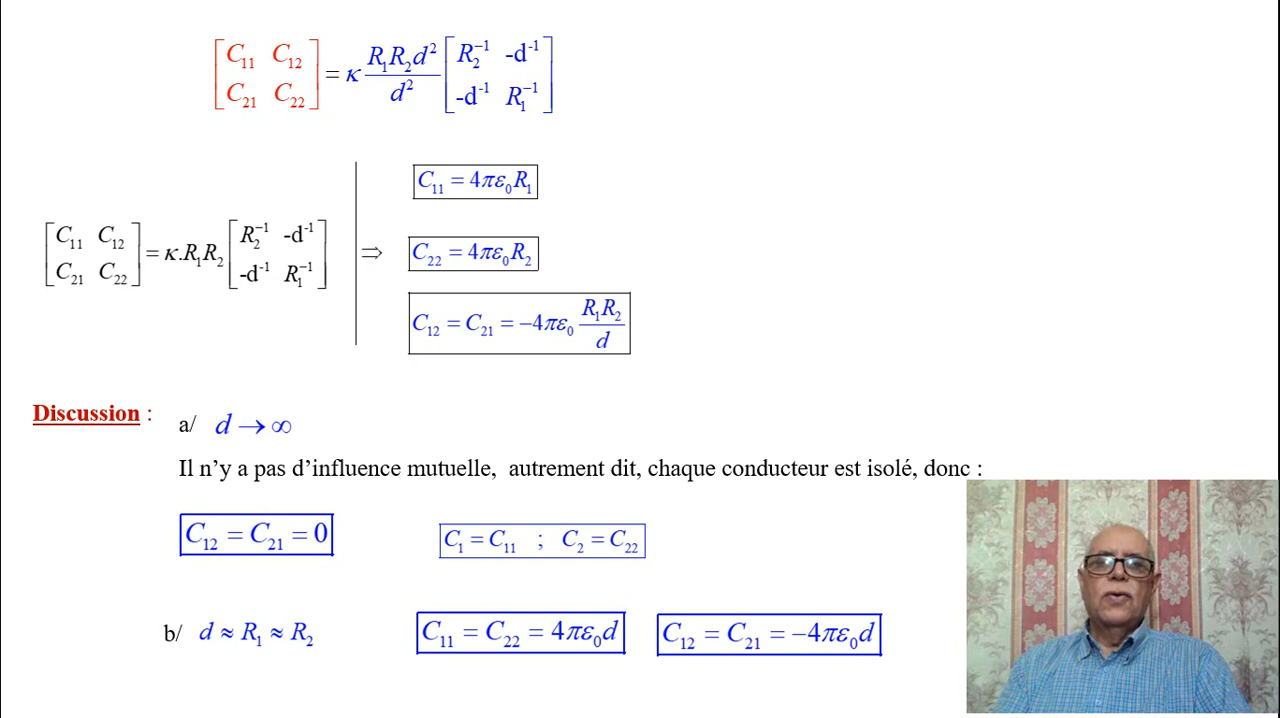 [C₁₁ C₁₂; C₂₁ C₂₂] = κ (R₁R₂d²/d²) [R₂⁻¹ -d⁻¹; -d⁻¹ R₁⁻¹]
C₁₁ = 4πε₀R₁
[C₁₁ C₁₂; C₂₁ C₂₂] = κ.R₁R₂ [R₂⁻¹ -d⁻¹; -d⁻¹ R₁⁻¹] ⇒ C₂₂ = 4πε₀R₂
C₁₂ = C₂₁ = −4πε₀ R₁R₂/d
Discussion : a/ d → ∞
Il n’y a pas d’influence mutuelle, autrement dit, chaque conducteur est isolé, donc :
C₁₂ = C₂₁ = 0 C₁ = C₁₁ ; C₂ = C₂₂
b/ d ≈ R₁ ≈ R₂ C₁₁ = C₂₂ = 4πε₀d C₁₂ = C₂₁ = −4πε₀d